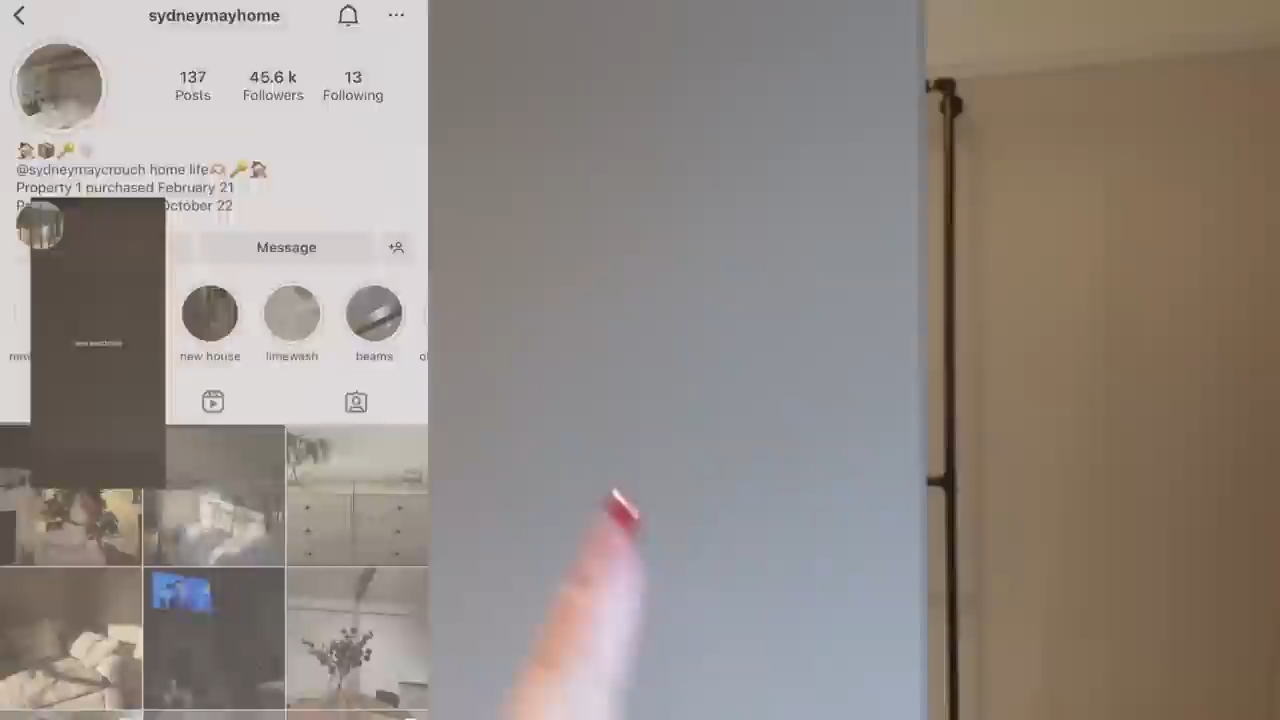 sydneymayhome
137 45.6 k 13
Posts Followers Following
@sydneymaycrouch home life
Property 1 purchased February 21
October 22
Message
new house limewash beams